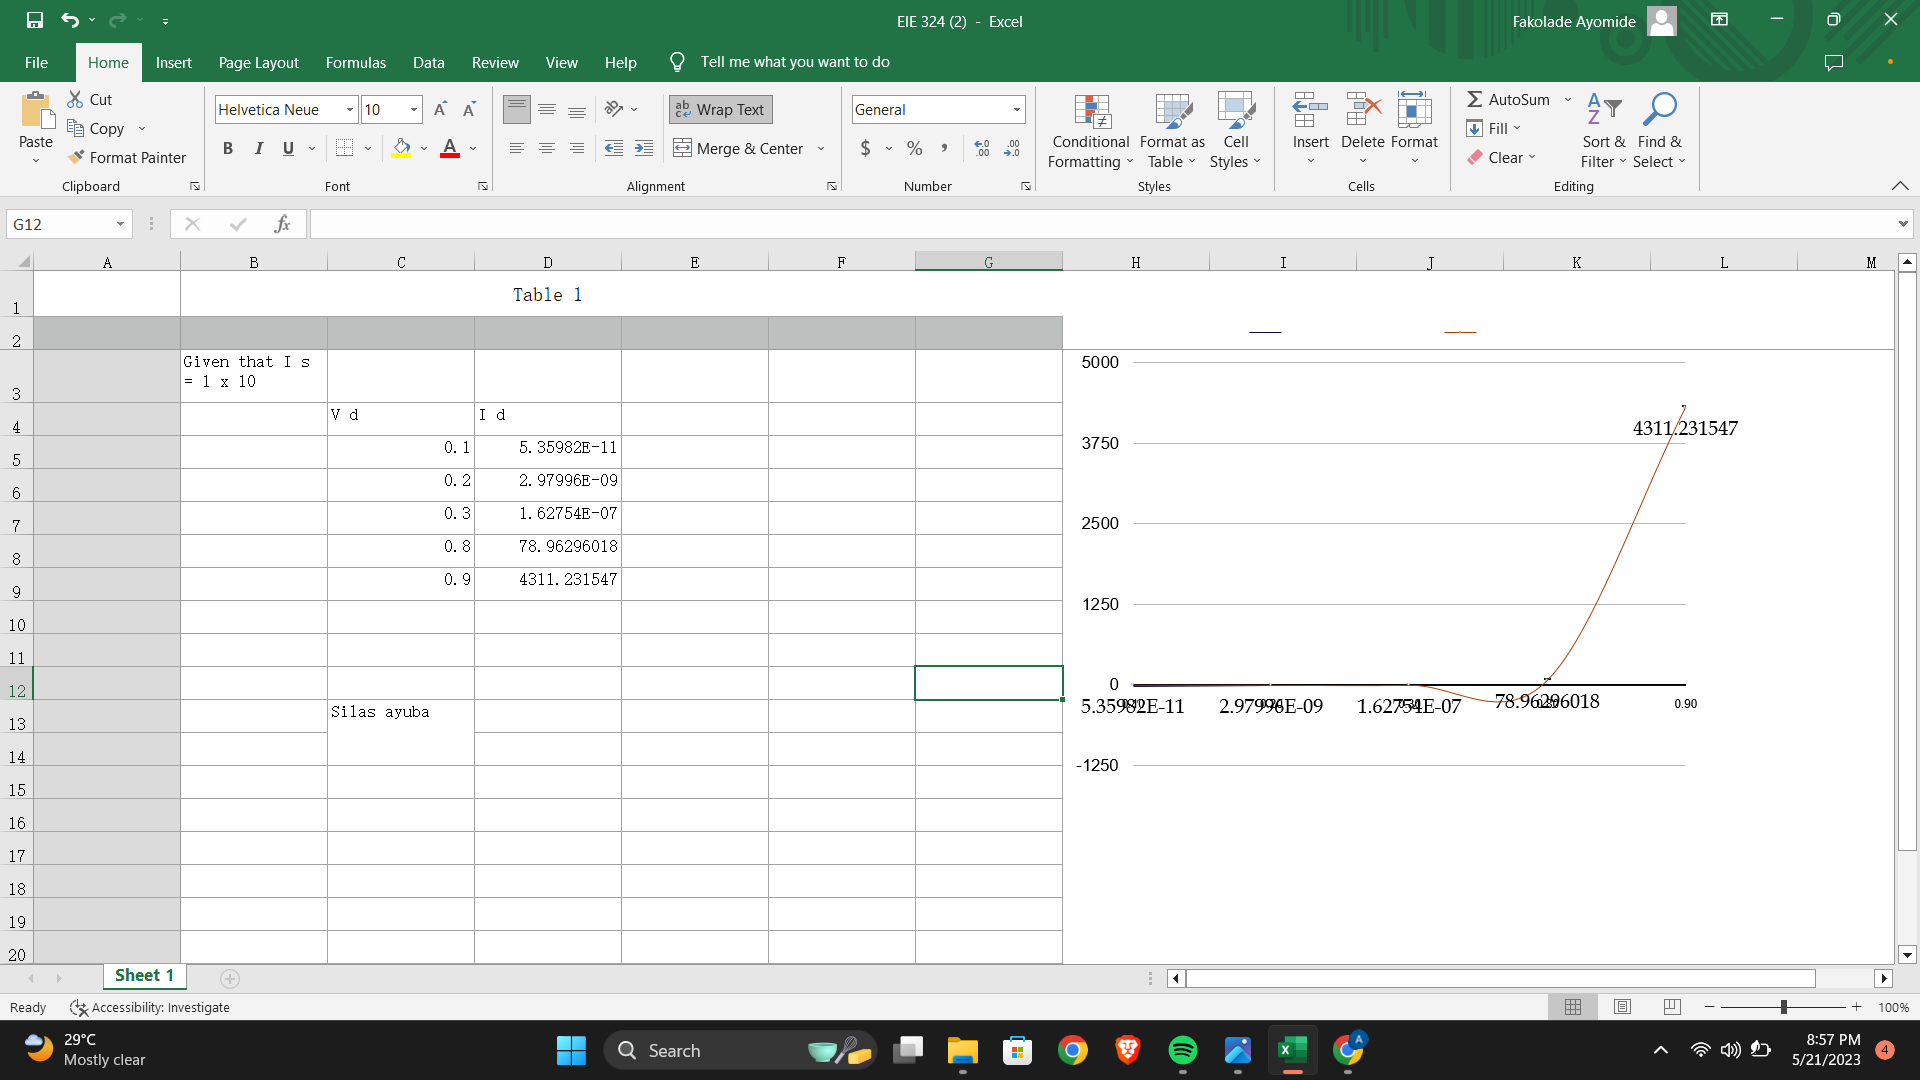 EIE 324 (2) - Excel
Fakolade Ayomide
File Home Insert Page Layout Formulas Data Review View Help Tell me what you want to do
Paste
Cut
Copy
Format Painter
Clipboard
Helvetica Neue 10
B I U A
Font
ab Wrap Text
Merge & Center
Alignment
General
$ % ,
Number
Conditional Formatting
Format as Table
Cell Styles
Styles
Insert Delete Format
Cells
AutoSum
Fill
Clear
Sort & Filter
Find & Select
Editing
G12 fx
A B C D E F G H I J K L M
1 Table 1
2
3 Given that I s
= 1 x 10
4 V d I d
5 0.1 5.35982E-11
6 0.2 2.97996E-09
7 0.3 1.62754E-07
8 0.8 78.96296018
9 0.9 4311.231547
10
11
12
13 Silas ayuba
14
15
16
17
18
19
20
5000
3750
2500
1250
0
-1250
4311.231547
5.35982E-11 2.97996E-09 1.62754E-07 78.96296018 0.90
Sheet 1
Ready Accessibility: Investigate 100%
29°C
Mostly clear
Search
A
8:57 PM
5/21/2023
4